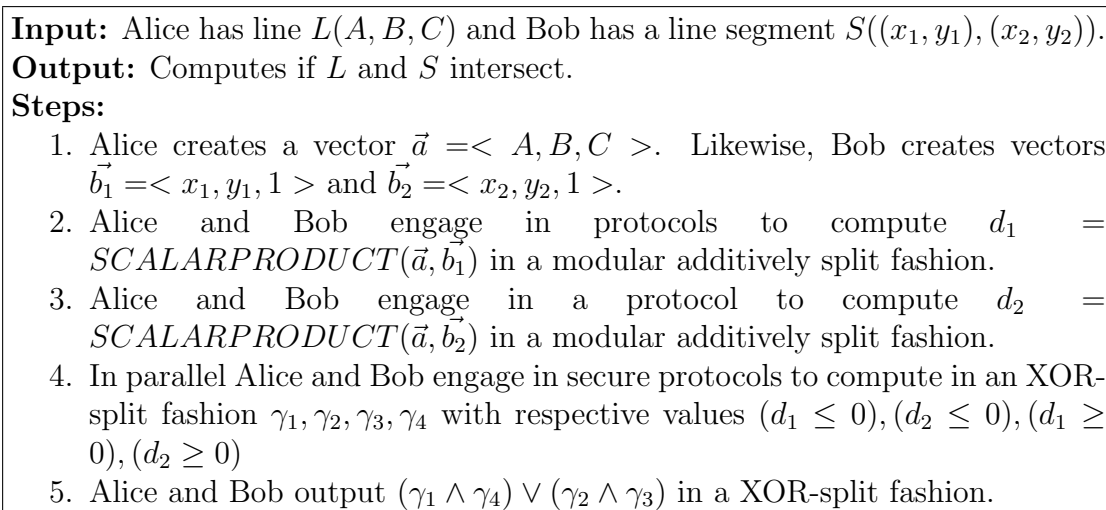 Input: Alice has line L(A, B, C) and Bob has a line segment S((x₁, y₁), (x₂, y₂)).
Output: Computes if L and S intersect.
Steps:
1. Alice creates a vector a⃗ =< A, B, C >. Likewise, Bob creates vectors
b⃗₁ =< x₁, y₁, 1 > and b⃗₂ =< x₂, y₂, 1 >.
2. Alice and Bob engage in protocols to compute d₁ =
SCALARPRODUCT(a⃗, b⃗₁) in a modular additively split fashion.
3. Alice and Bob engage in a protocol to compute d₂ =
SCALARPRODUCT(a⃗, b⃗₂) in a modular additively split fashion.
4. In parallel Alice and Bob engage in secure protocols to compute in an XOR-
split fashion γ₁, γ₂, γ₃, γ₄ with respective values (d₁ ≤ 0), (d₂ ≤ 0), (d₁ ≥
0), (d₂ ≥ 0)
5. Alice and Bob output (γ₁ ∧ γ₄) ∨ (γ₂ ∧ γ₃) in a XOR-split fashion.